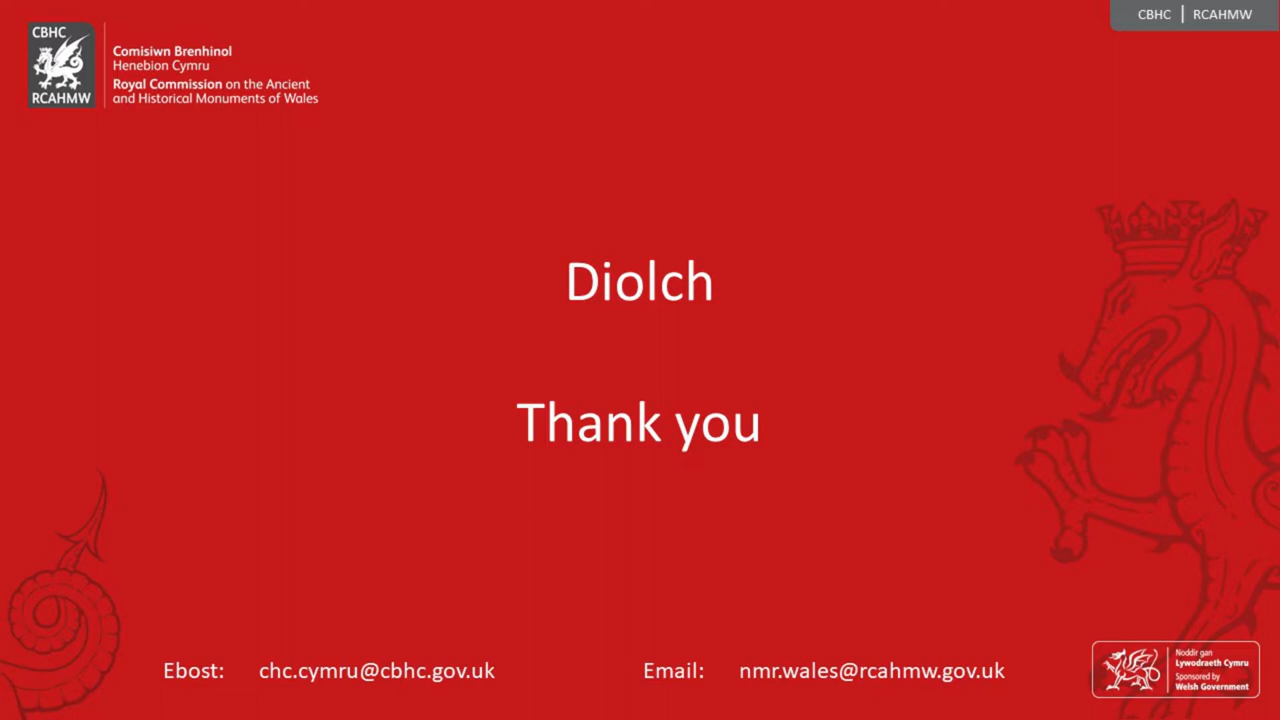 CBHC | RCAHMW
CBHC
RCAHMW
Comisiwn Brenhinol
Henebion Cymru
Royal Commission on the Ancient
and Historical Monuments of Wales
Diolch
Thank you
Ebost: chc.cymru@cbhc.gov.uk Email: nmr.wales@rcahmw.gov.uk
Noddir gan
Lywodraeth Cymru
Sponsored by
Welsh Government